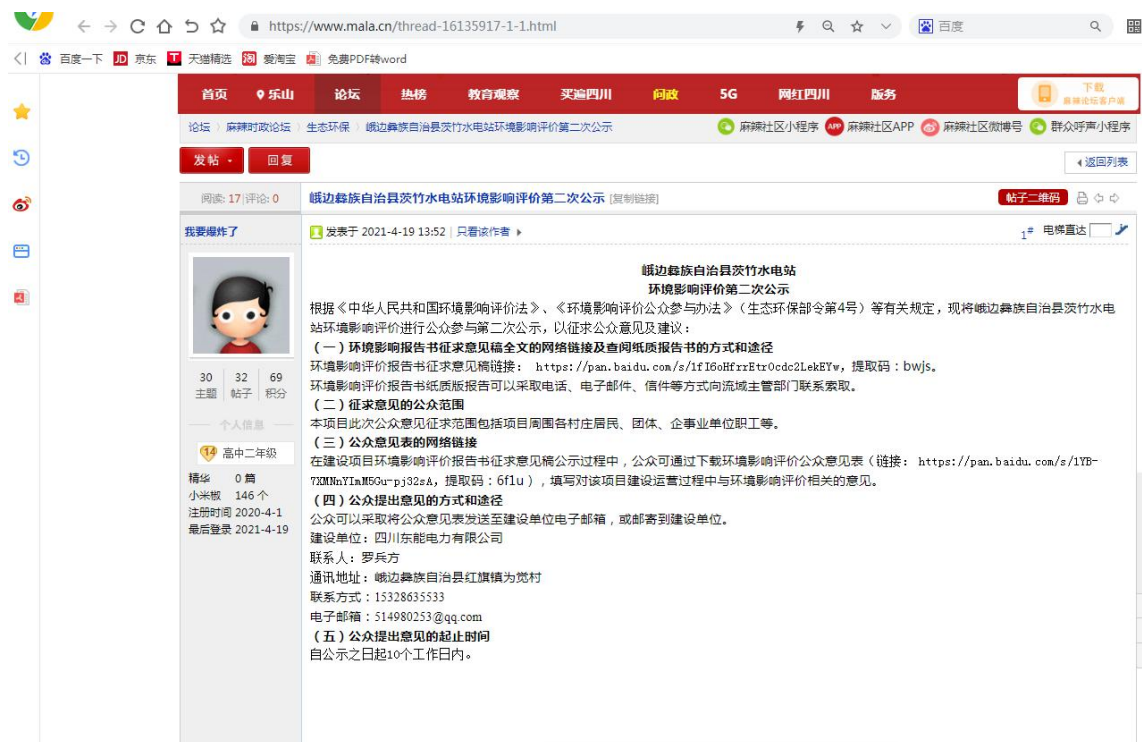 https://www.mala.cn/thread-16135917-1-1.html
百度
百度一下 京东 天猫精选 爱淘宝 免费PDF转word
首页 乐山 论坛 热榜 教育观察 买遍四川 问政 5G 网红四川 版务
下载
麻辣论坛客户端
论坛 麻辣时政论坛 生态环保 峨边彝族自治县茨竹水电站环境影响评价第二次公示 麻辣社区小程序 APP 麻辣社区APP 麻辣社区微博号 群众呼声小程序
发帖 回复 返回列表
阅读: 17 评论: 0 峨边彝族自治县茨竹水电站环境影响评价第二次公示 [复制链接] 帖子二维码
我要爆炸了 发表于 2021-4-19 13:52 | 只看该作者 1# 电梯直达
峨边彝族自治县茨竹水电站
环境影响评价第二次公示
根据《中华人民共和国环境影响评价法》、《环境影响评价公众参与办法》（生态环保部令第4号）等有关规定，现将峨边彝族自治县茨竹水电
站环境影响评价进行公众参与第二次公示，以征求公众意见及建议：
（一）环境影响报告书征求意见稿全文的网络链接及查阅纸质报告书的方式和途径
环境影响评价报告书征求意见稿链接： https://pan.baidu.com/s/1fI6oHfrrEtrOcdc2LekEYw，提取码：bwjs。
环境影响评价报告书纸质版报告可以采取电话、电子邮件、信件等方式向流域主管部门联系索取。
（二）征求意见的公众范围
本项目此次公众意见征求范围包括项目周围各村庄居民、团体、企事业单位职工等。
（三）公众意见表的网络链接
在建设项目环境影响评价报告书征求意见稿公示过程中，公众可通过下载环境影响评价公众意见表（链接： https://pan.baidu.com/s/1YB-
7XMNnYImM5Gu-pj32sA，提取码：6flu），填写对该项目建设运营过程中与环境影响评价相关的意见。
（四）公众提出意见的方式和途径
公众可以采取将公众意见表发送至建设单位电子邮箱，或邮寄到建设单位。
建设单位：四川东能电力有限公司
联系人：罗兵方
通讯地址：峨边彝族自治县红旗镇为觉村
联系方式：15328635533
电子邮箱：514980253@qq.com
（五）公众提出意见的起止时间
自公示之日起10个工作日内。
30 32 69
主题 帖子 积分
个人信息
14 高中二年级
精华 0 篇
小米椒 146 个
注册时间 2020-4-1
最后登录 2021-4-19